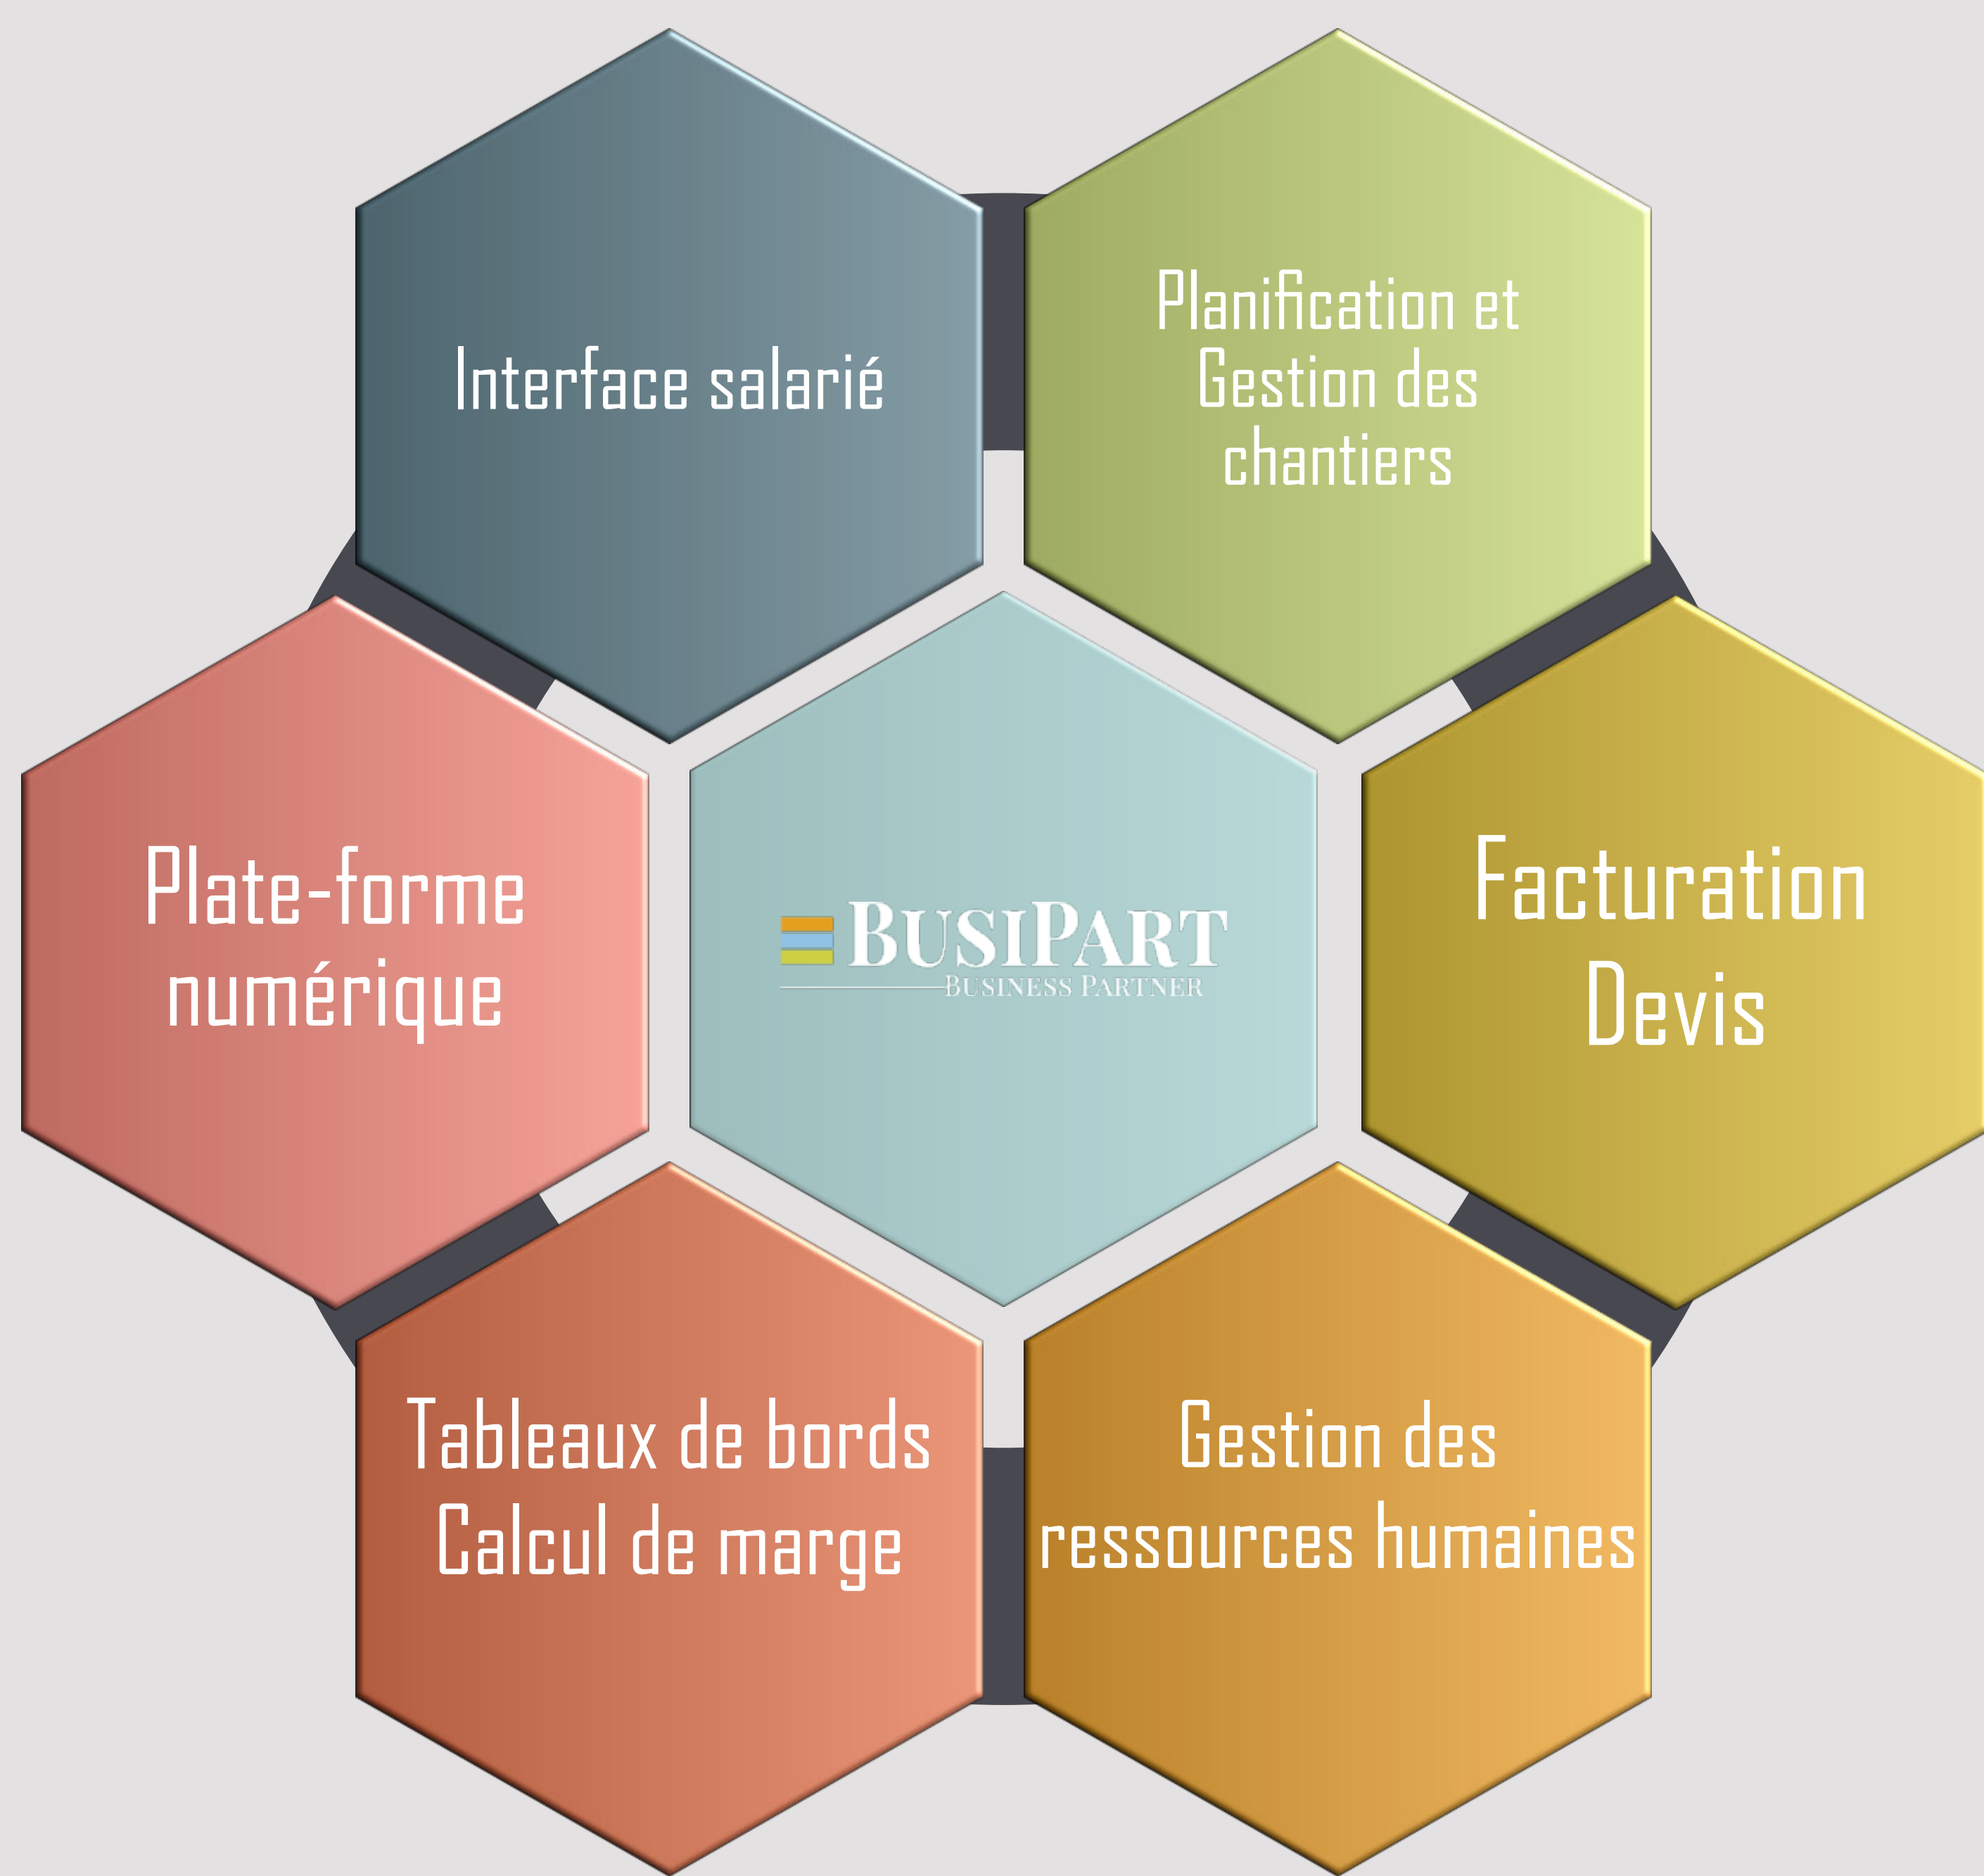 Interface salarié
Planification et
Gestion des
chantiers
Plate-forme
numérique
BUSIPART
BUSINESS PARTNER
Facturation
Devis
Tableaux de bords
Calcul de marge
Gestion des
ressources humaines